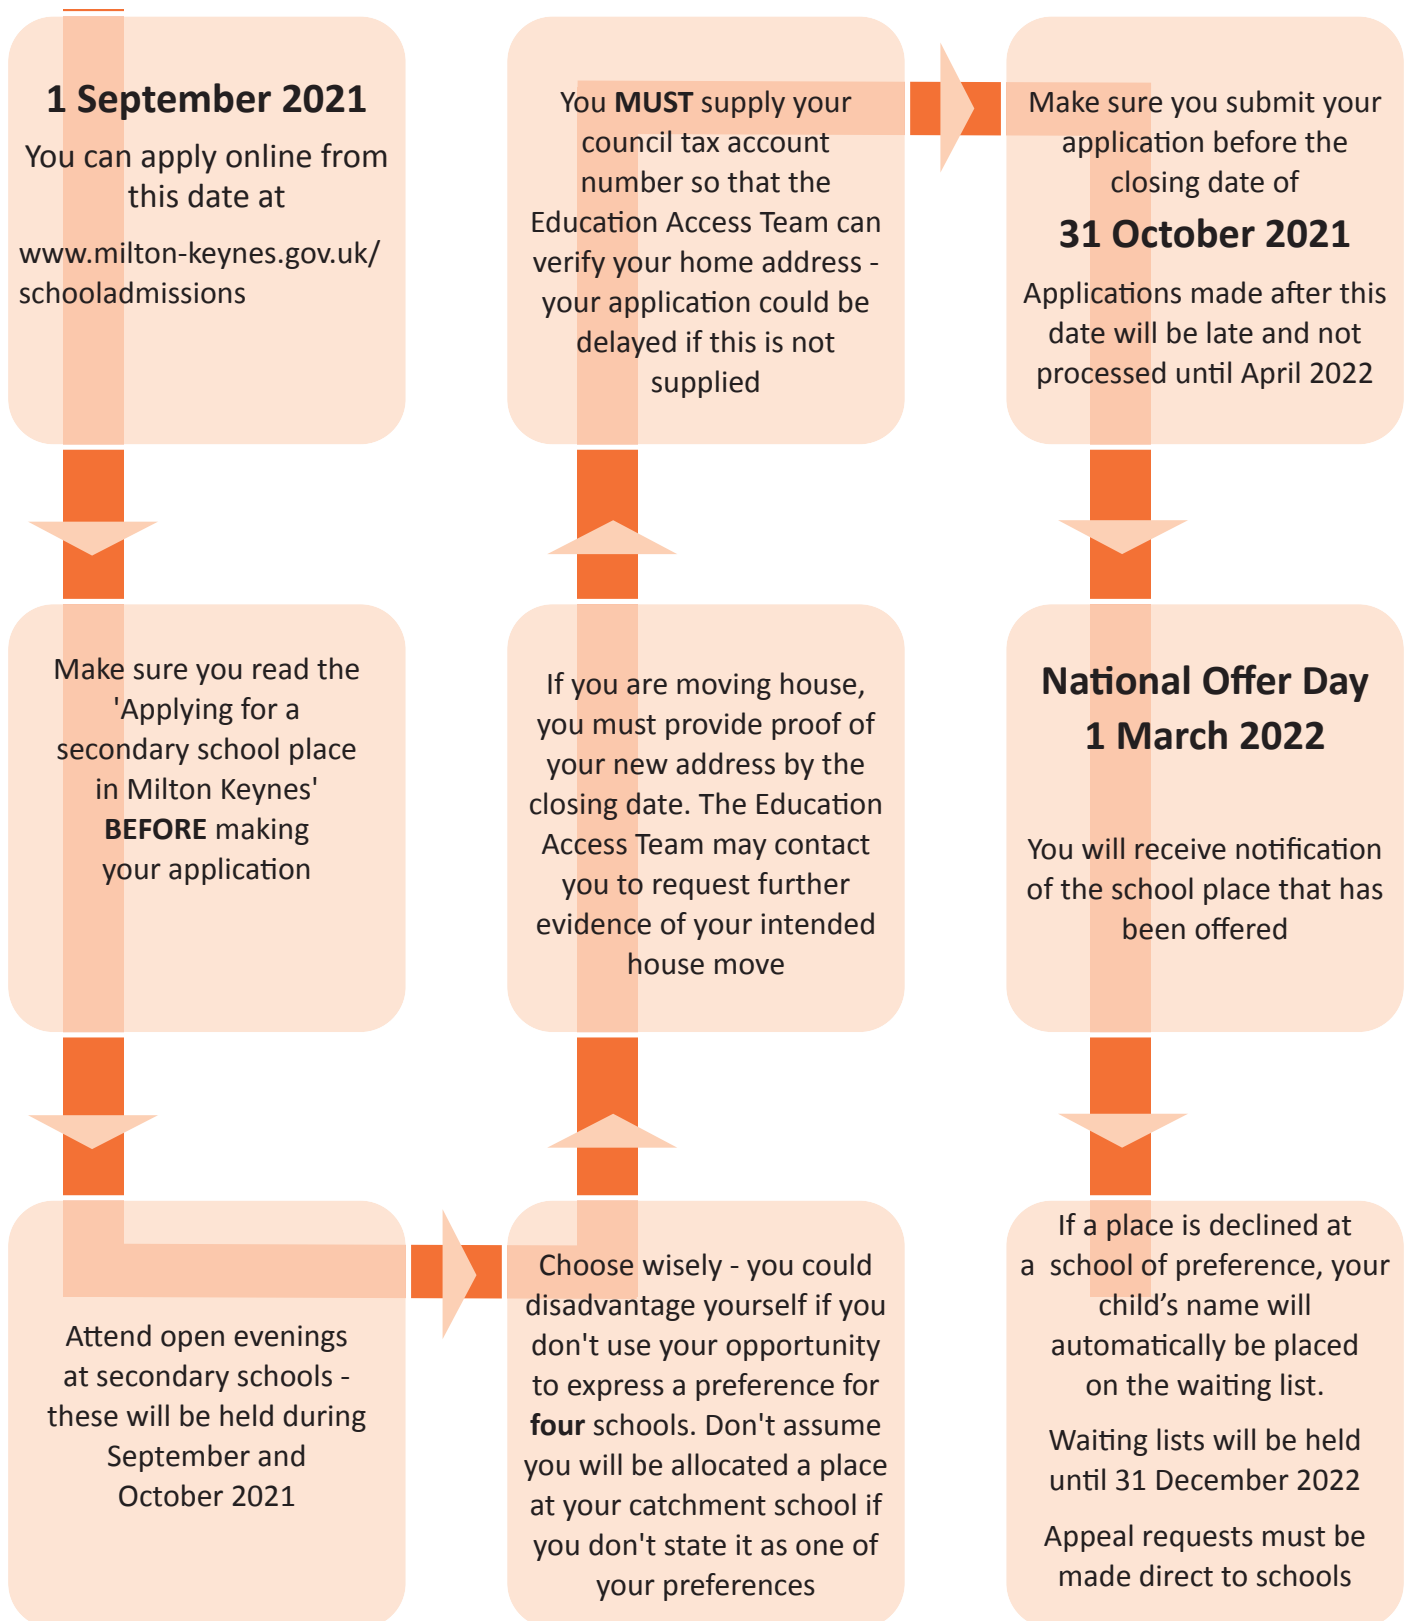 1 September 2021
You can apply online from
this date at
www.milton-keynes.gov.uk/
schooladmissions
Make sure you read the
'Applying for a
secondary school place
in Milton Keynes'
BEFORE making
your application
Attend open evenings
at secondary schools -
these will be held during
September and
October 2021
Choose wisely - you could
disadvantage yourself if you
don't use your opportunity
to express a preference for
four schools. Don't assume
you will be allocated a place
at your catchment school if
you don't state it as one of
your preferences
If you are moving house,
you must provide proof of
your new address by the
closing date. The Education
Access Team may contact
you to request further
evidence of your intended
house move
You MUST supply your
council tax account
number so that the
Education Access Team can
verify your home address -
your application could be
delayed if this is not
supplied
Make sure you submit your
application before the
closing date of
31 October 2021
Applications made after this
date will be late and not
processed until April 2022
National Offer Day
1 March 2022
You will receive notification
of the school place that has
been offered
If a place is declined at
a school of preference, your
child’s name will
automatically be placed
on the waiting list.
Waiting lists will be held
until 31 December 2022
Appeal requests must be
made direct to schools